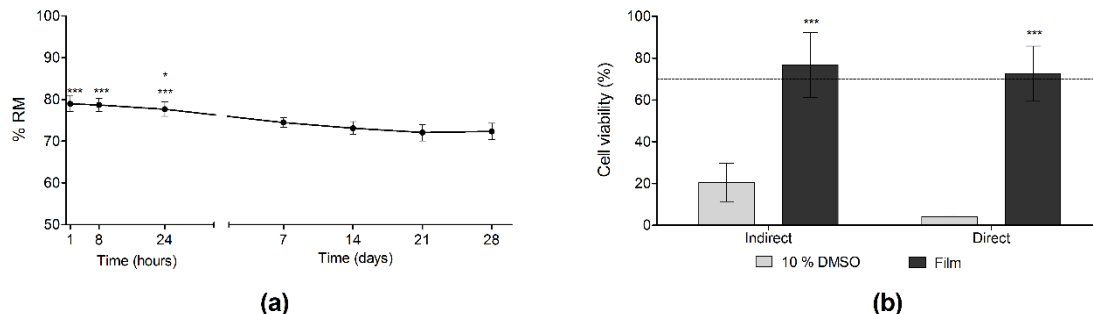 100
90
80
70
60
50
% RM
*
*** *** ***
1 8 24 7 14 21 28
Time (hours) Time (days)
(a)
100
80
60
40
20
0
Cell viability (%)
*** ***
Indirect Direct
10 % DMSO Film
(b)